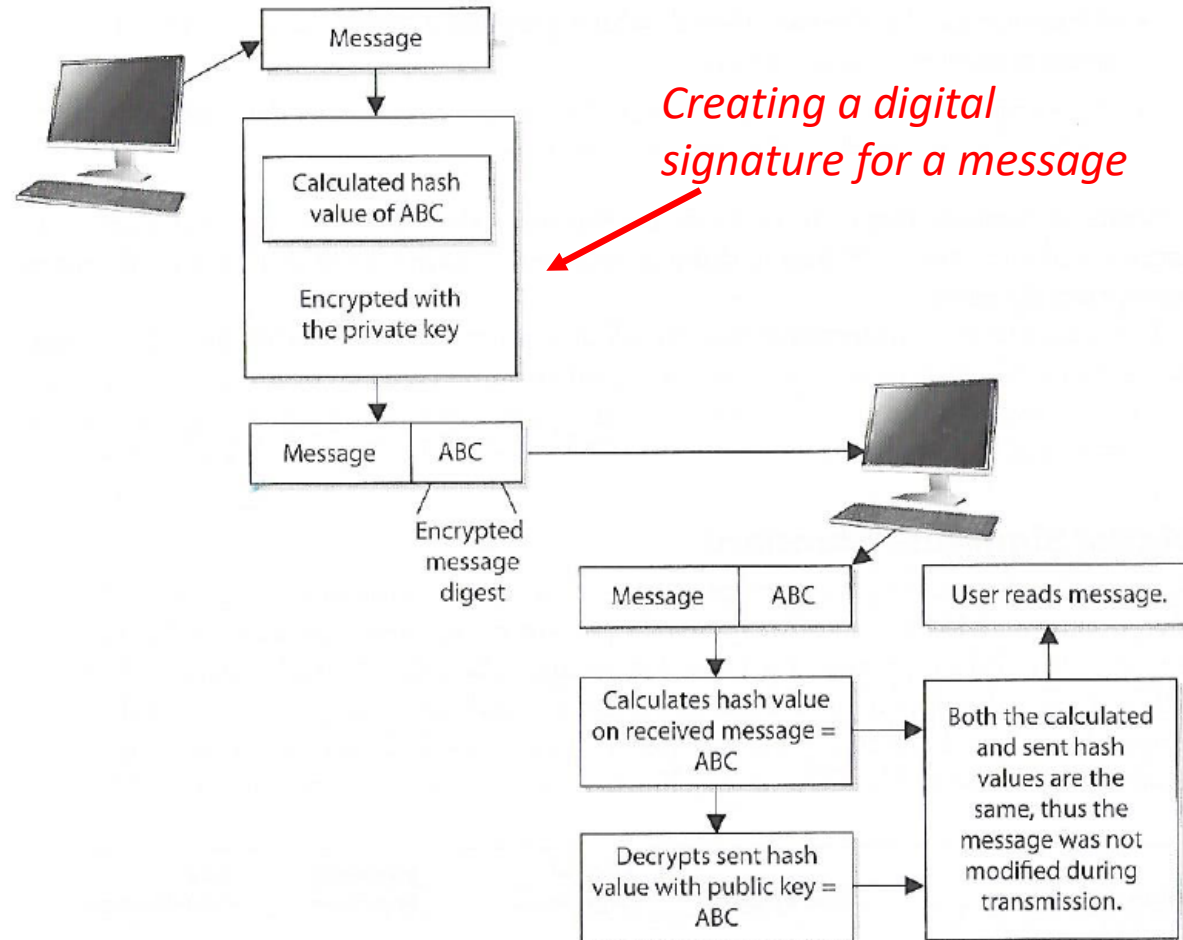 Message
Creating a digital
signature for a message
Calculated hash
value of ABC
Encrypted with
the private key
Message
ABC
Encrypted
message
digest
Message
ABC
User reads message.
Calculates hash value
on received message =
ABC
Both the calculated
and sent hash
values are the
same, thus the
message was not
modified during
transmission.
Decrypts sent hash
value with public key =
ABC